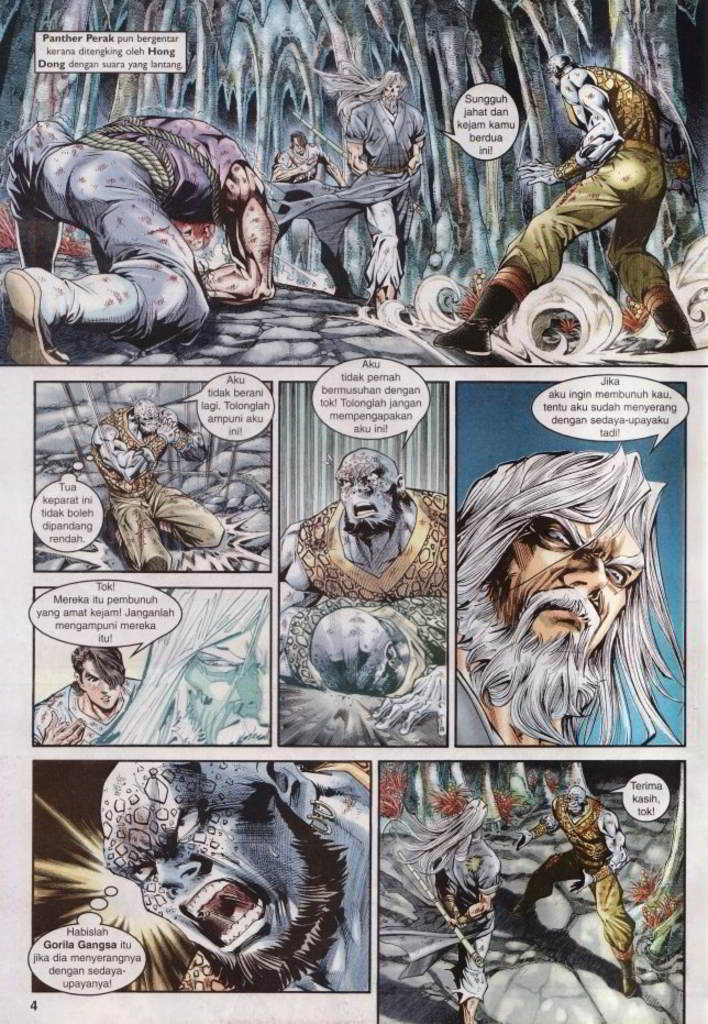 Panther Perak pun bergentar
kerana ditengking oleh Hong
Dong dengan suara yang lantang.
Sungguh
jahat dan
kejam kamu
berdua
ini!
Aku
tidak berani
lagi. Tolonglah
ampuni aku
ini!
Tua
keparat ini
tidak boleh
dipandang
rendah.
Aku
tidak pernah
bermusuhan dengan
tok! Tolonglah jangan
mempengapakan
aku ini!
Jika
aku ingin membunuh kau,
tentu aku sudah menyerang
dengan sedaya-upayaku
tadi!
Tok!
Mereka itu pembunuh
yang amat kejam! Janganlah
mengampuni mereka
itu!
Habislah
Gorila Gangsa itu
jika dia menyerangnya
dengan sedaya-
upayanya!
Terima
kasih,
tok!
4